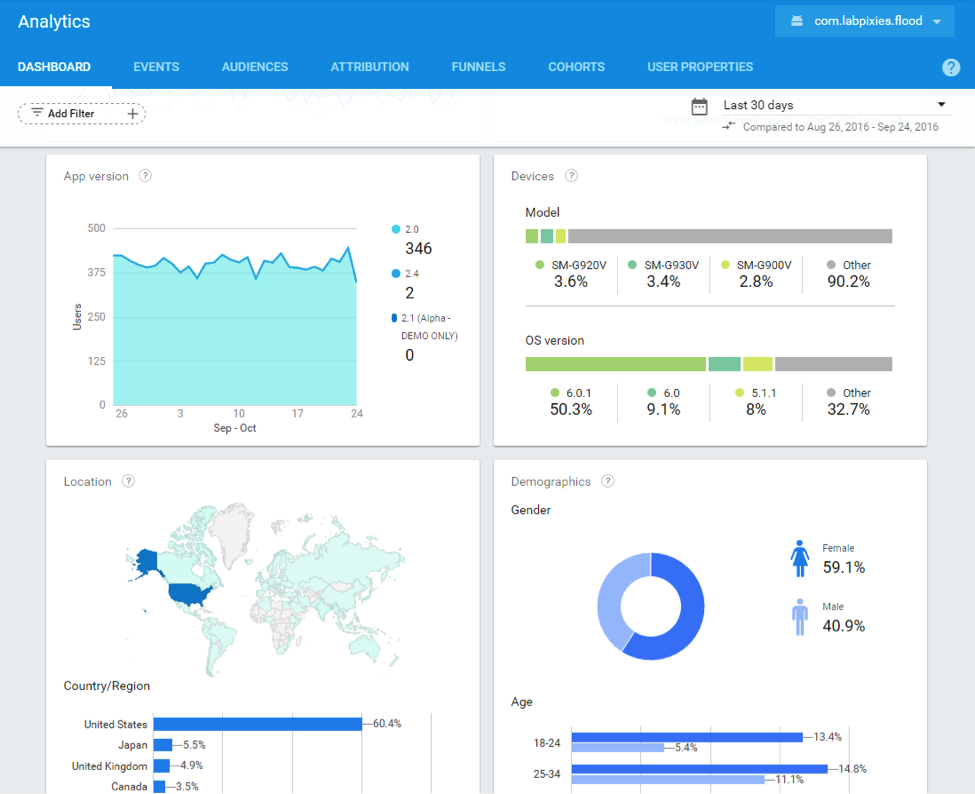 Analytics
com.labpixies.flood
DASHBOARD EVENTS AUDIENCES ATTRIBUTION FUNNELS COHORTS USER PROPERTIES ?
Add Filter +
Last 30 days
Compared to Aug 26, 2016 - Sep 24, 2016
App version ?
500
375
250
125
0
Users
26 3 10 17 24
Sep - Oct
2.0
346
2.4
2
2.1 (Alpha -
DEMO ONLY)
0
Devices ?
Model
SM-G920V SM-G930V SM-G900V Other
3.6% 3.4% 2.8% 90.2%
OS version
6.0.1 6.0 5.1.1 Other
50.3% 9.1% 8% 32.7%
Location ?
Country/Region
United States 60.4%
Japan 5.5%
United Kingdom 4.9%
Canada 3.5%
Demographics ?
Gender
Female
59.1%
Male
40.9%
Age
18-24 13.4%
5.4%
25-34 14.8%
11.1%